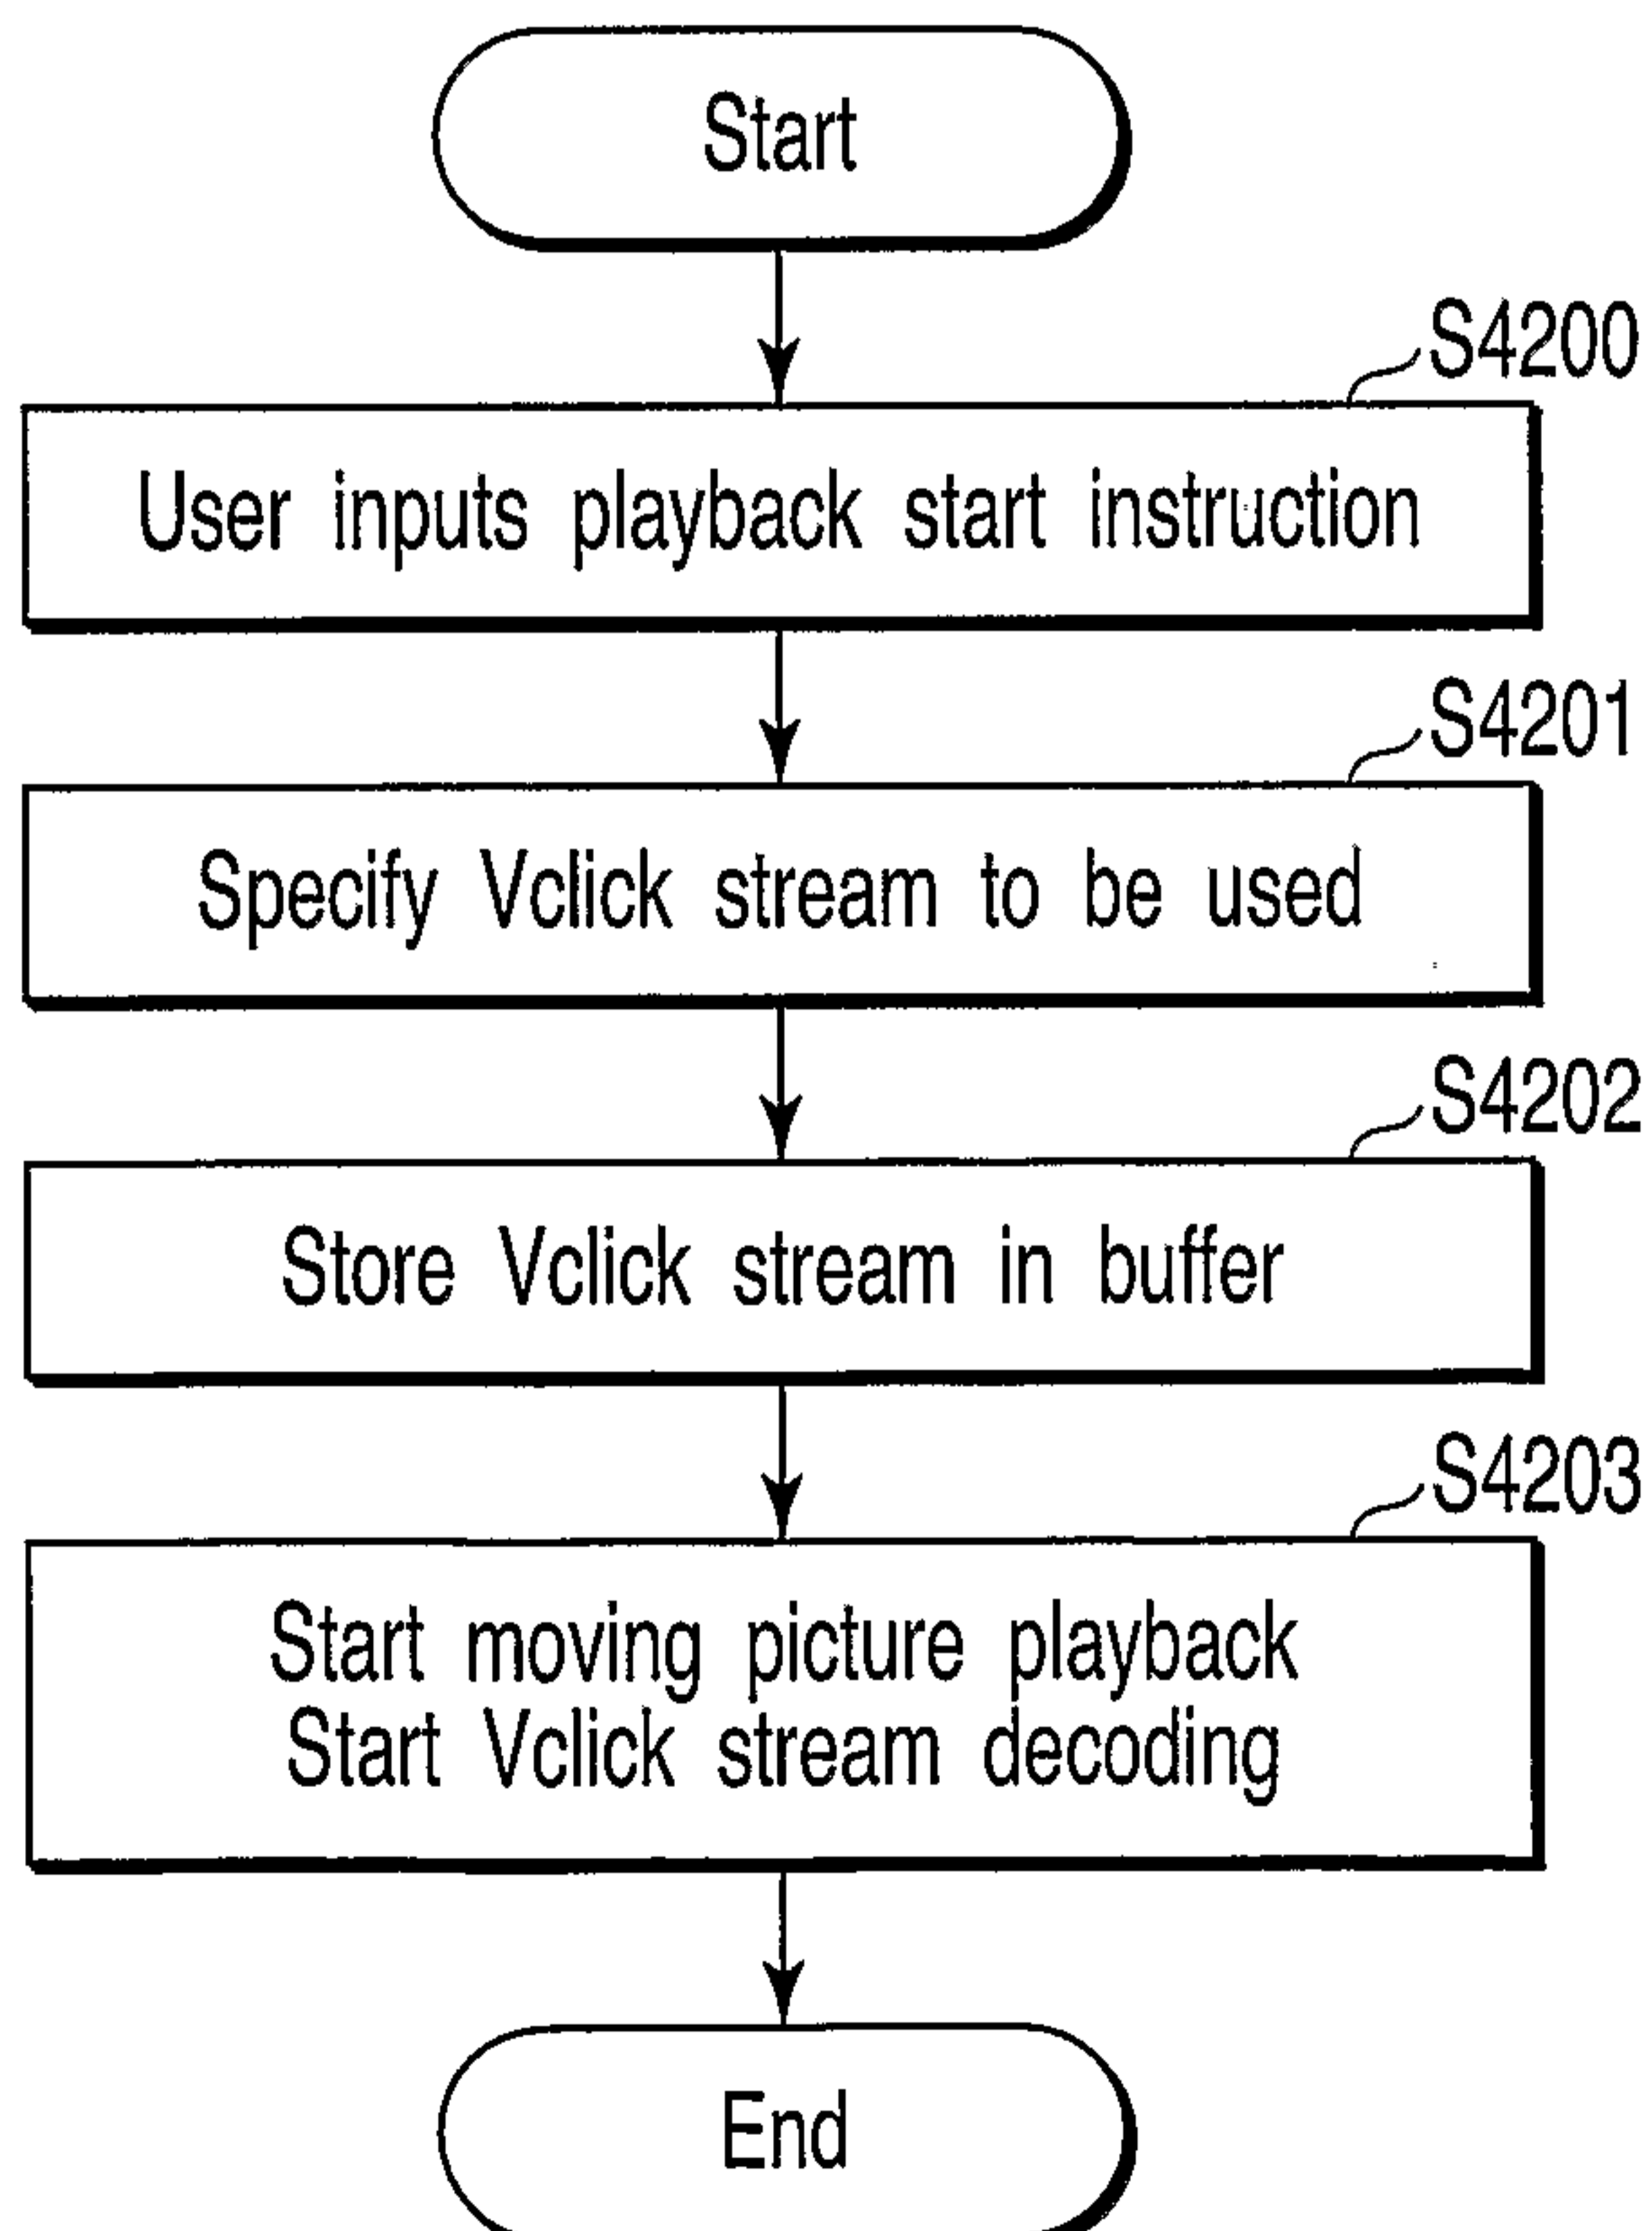 Start
S4200
User inputs playback start instruction
S4201
Specify Vclick stream to be used
S4202
Store Vclick stream in buffer
S4203
Start moving picture playback
Start Vclick stream decoding
End